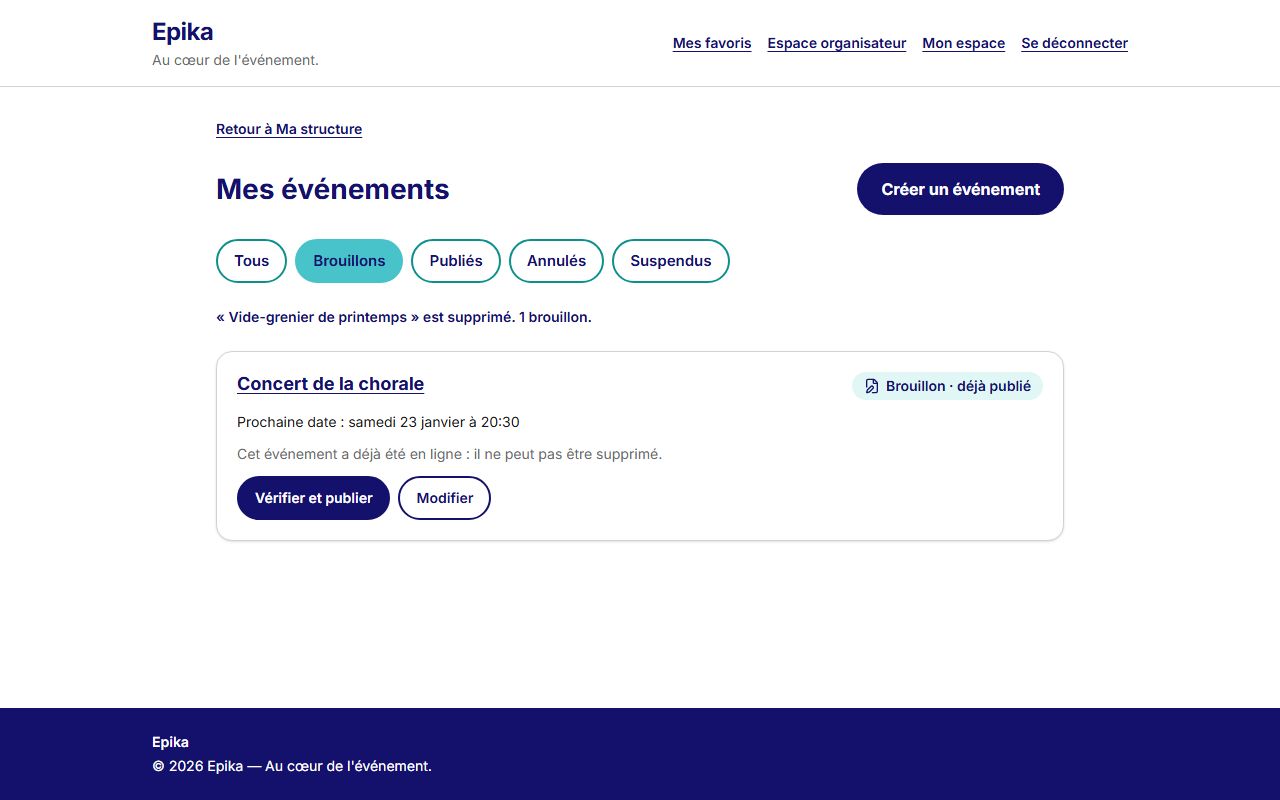 Epika
Au cœur de l'événement.
Mes favoris Espace organisateur Mon espace Se déconnecter
Retour à Ma structure
Mes événements
Créer un événement
Tous Brouillons Publiés Annulés Suspendus
« Vide-grenier de printemps » est supprimé. 1 brouillon.
Concert de la chorale
Brouillon · déjà publié
Prochaine date : samedi 23 janvier à 20:30
Cet événement a déjà été en ligne : il ne peut pas être supprimé.
Vérifier et publier Modifier
Epika
© 2026 Epika — Au cœur de l'événement.